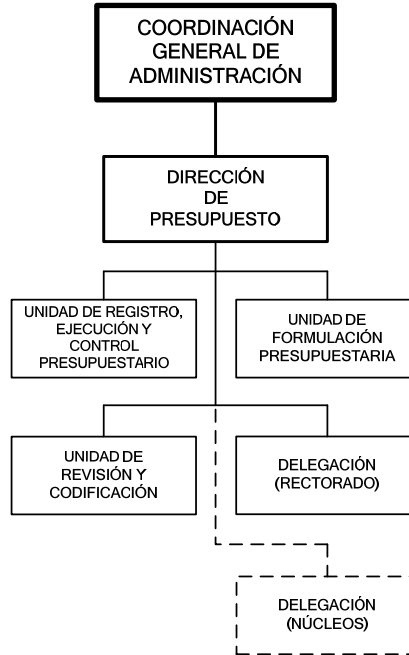 COORDINACIÓN
GENERAL DE
ADMINISTRACIÓN
DIRECCIÓN
DE
PRESUPUESTO
UNIDAD DE REGISTRO,
EJECUCIÓN Y
CONTROL
PRESUPUESTARIO
UNIDAD DE
FORMULACIÓN
PRESUPUESTARIA
UNIDAD DE
REVISIÓN Y
CODIFICACIÓN
DELEGACIÓN
(RECTORADO)
DELEGACIÓN
(NÚCLEOS)